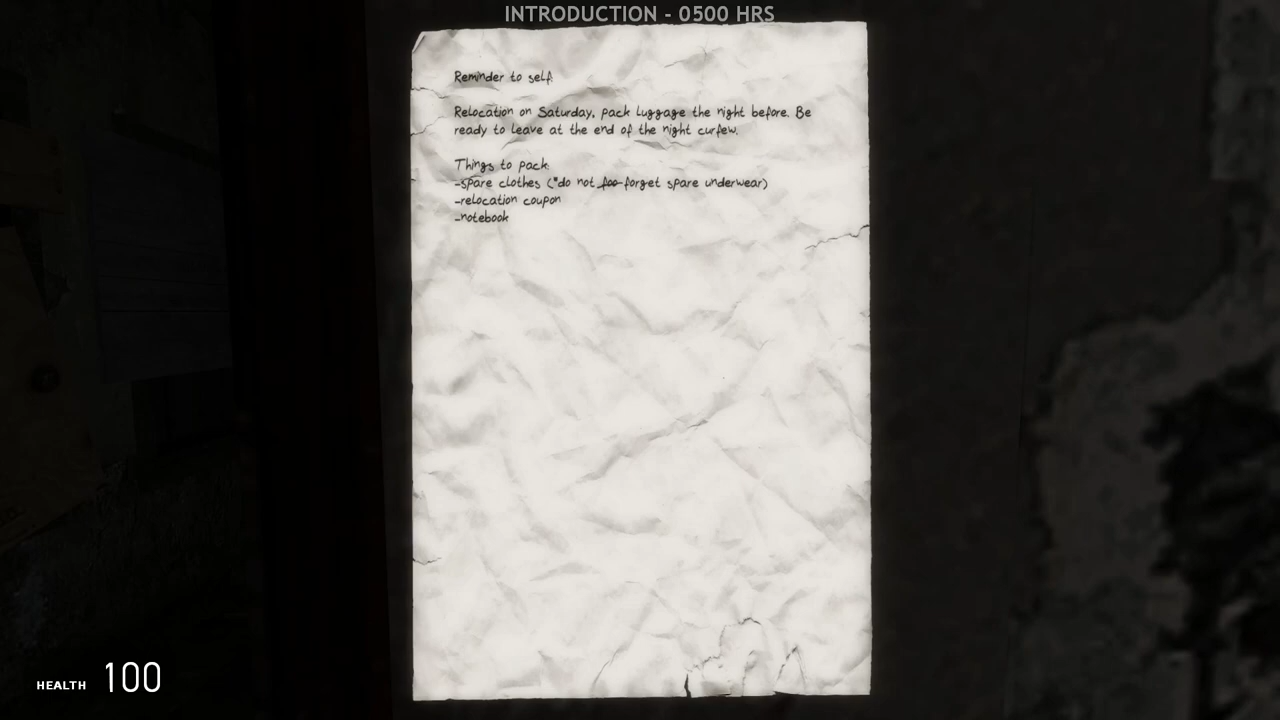 INTRODUCTION - 0500 HRS
Reminder to self:
Relocation on Saturday, pack luggage the night before. Be
ready to leave at the end of the night curfew.
Things to pack:
-spare clothes (*do not foo forget spare underwear)
-relocation coupon
-notebook
HEALTH 100